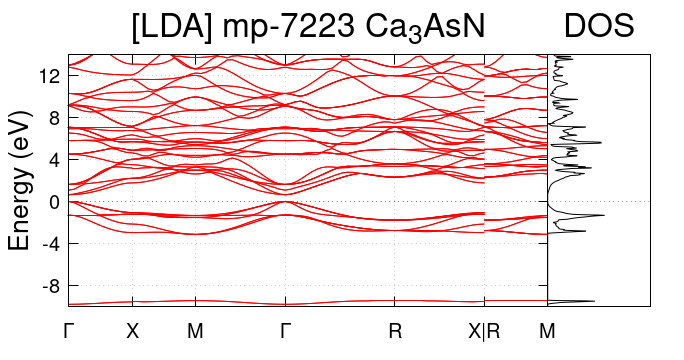 [LDA] mp-7223 Ca₃AsN
DOS
Energy (eV)
12
8
4
0
-4
-8
Γ X M Γ R X|R M